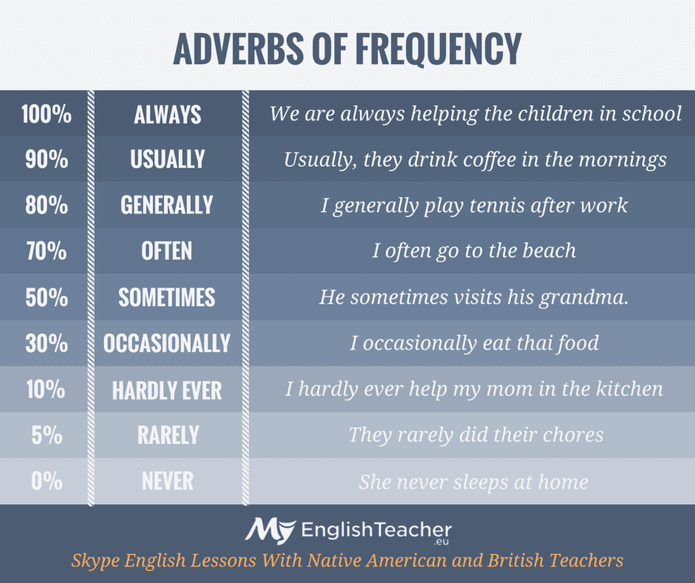 ADVERBS OF FREQUENCY
100% ALWAYS We are always helping the children in school
90% USUALLY Usually, they drink coffee in the mornings
80% GENERALLY I generally play tennis after work
70% OFTEN I often go to the beach
50% SOMETIMES He sometimes visits his grandma.
30% OCCASIONALLY I occasionally eat thai food
10% HARDLY EVER I hardly ever help my mom in the kitchen
5% RARELY They rarely did their chores
0% NEVER She never sleeps at home
My EnglishTeacher
.eu
Skype English Lessons With Native American and British Teachers